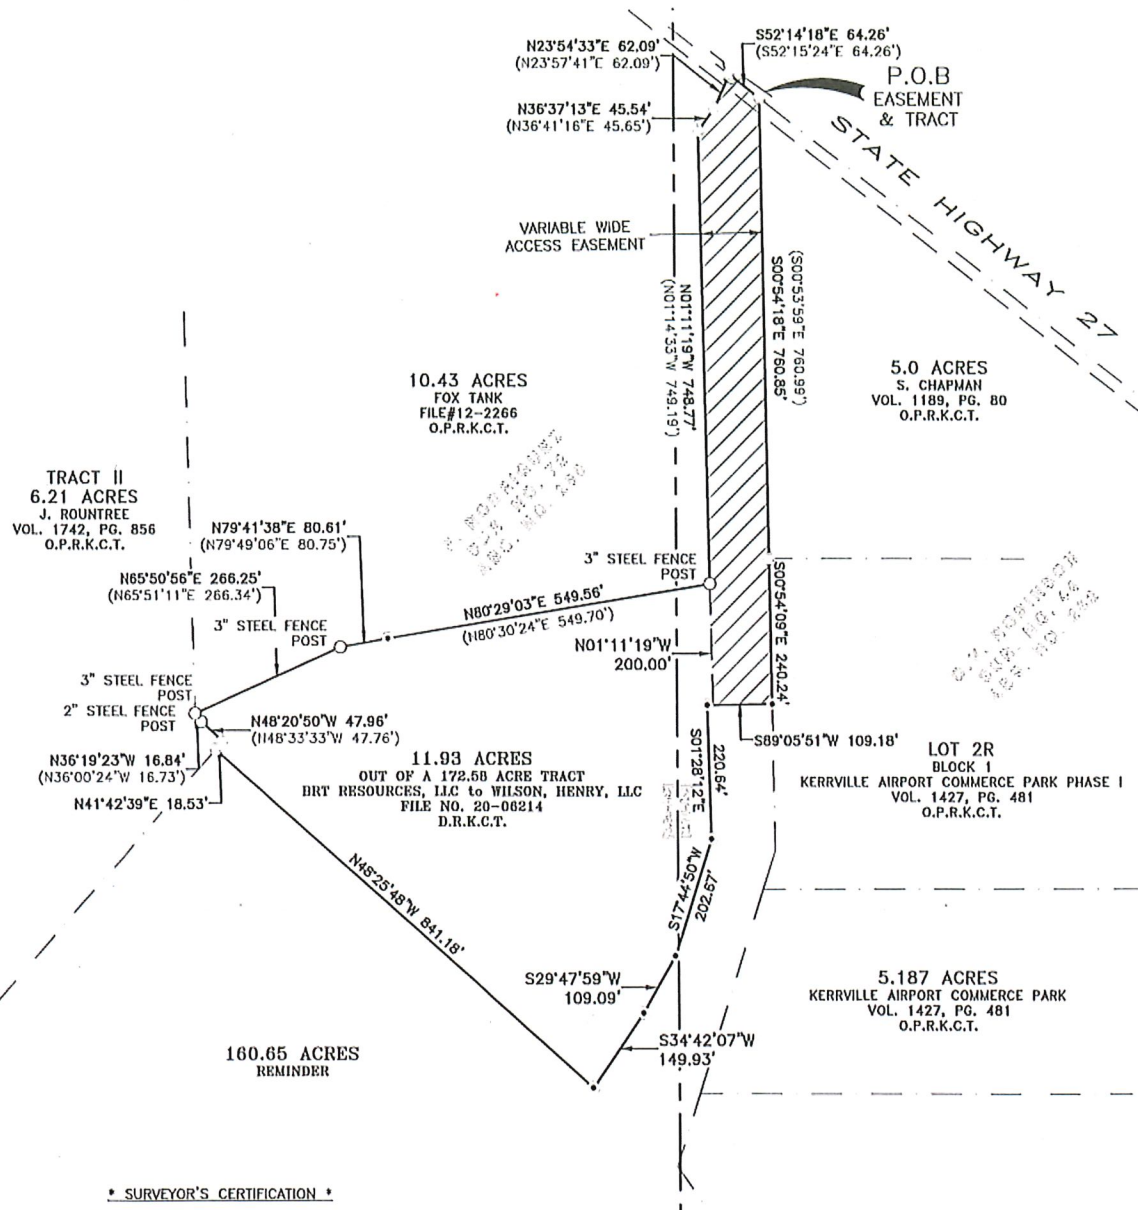 N23°54'33"E 62.09'
(N23°57'41"E 62.09')
S52°14'18"E 64.26'
(S52°15'24"E 64.26')
P.O.B
EASEMENT
& TRACT
N36°37'13"E 45.54'
(N36°41'16"E 45.65')
STATE HIGHWAY 27
VARIABLE WIDE
ACCESS EASEMENT
N01°11'19"W 748.77'
(N01°14'33"W 749.19')
(S00°53'59"E 760.99')
S00°54'18"E 760.85'
5.0 ACRES
S. CHAPMAN
VOL. 1189, PG. 80
O.P.R.K.C.T.
10.43 ACRES
FOX TANK
FILE#12-2266
O.P.R.K.C.T.
TRACT II
6.21 ACRES
J. ROUNTREE
VOL. 1742, PG. 856
O.P.R.K.C.T.
N79°41'38"E 80.61'
(N79°49'06"E 80.75')
N65°50'56"E 266.25'
(N65°51'11"E 266.34')
3" STEEL FENCE
POST
3" STEEL FENCE
POST
N80°29'03"E 549.56'
(N80°30'24"E 549.70')
N01°11'19"W
200.00'
S00°54'09"E 240.24'
3" STEEL FENCE
POST
2" STEEL FENCE
POST
N48°20'50"W 47.96'
(N48°33'33"W 47.76')
N36°19'23"W 16.84'
(N36°00'24"W 16.73')
N41°42'39"E 18.53'
S89°05'51"W 109.18'
11.93 ACRES
OUT OF A 172.58 ACRE TRACT
BRT RESOURCES, LLC to WILSON, HENRY, LLC
FILE NO. 20-06214
D.R.K.C.T.
220.64'
S01°28'12"E
LOT 2R
BLOCK 1
KERRVILLE AIRPORT COMMERCE PARK PHASE I
VOL. 1427, PG. 481
O.P.R.K.C.T.
N48°25'48"W 841.18'
S17°44'50"W
202.67'
S29°47'59"W
109.09'
S34°42'07"W
149.93'
5.187 ACRES
KERRVILLE AIRPORT COMMERCE PARK
VOL. 1427, PG. 481
O.P.R.K.C.T.
160.65 ACRES
REMINDER
* SURVEYOR'S CERTIFICATION *